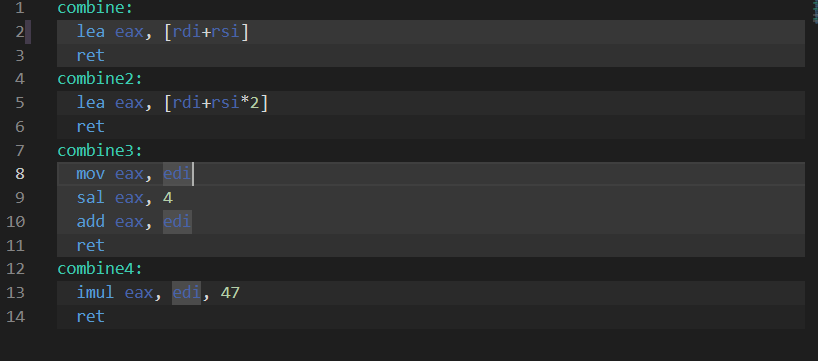 1 combine:
2 lea eax, [rdi+rsi]
3 ret
4 combine2:
5 lea eax, [rdi+rsi*2]
6 ret
7 combine3:
8 mov eax, edi
9 sal eax, 4
10 add eax, edi
11 ret
12 combine4:
13 imul eax, edi, 47
14 ret